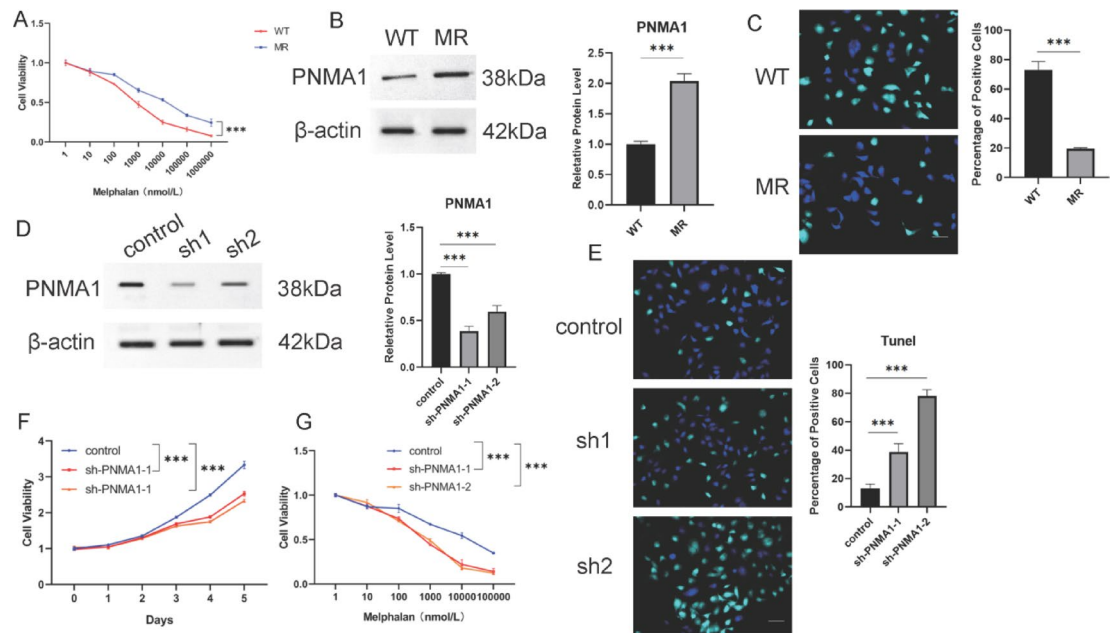 A
1.5
1.0
0.5
0.0
Cell Viability
WT
MR
***
1
10
100
1000
10000
100000
1000000
Melphalan (nmol/L)
B
WT MR
PNMA1 38kDa
β-actin 42kDa
PNMA1
***
2.5
2.0
1.5
1.0
0.5
0.0
Reletative Protein Level
WT
MR
C
WT
MR
***
100
80
60
40
20
0
Percentage of Positive Cells
WT
MR
D
control sh1 sh2
PNMA1 38kDa
β-actin 42kDa
PNMA1
***
***
1.5
1.0
0.5
0.0
Reletative Protein Level
control
sh-PNMA1-1
sh-PNMA1-2
E
control
sh1
sh2
Tunel
***
***
100
80
60
40
20
0
Percentage of Positive Cells
control
sh-PNMA1-1
sh-PNMA1-2
F
4
3
2
1
0
Cell Viability
control
sh-PNMA1-1
sh-PNMA1-1
***
***
0 1 2 3 4 5
Days
G
1.5
1.0
0.5
0.0
Cell Viability
control
sh-PNMA1-1
sh-PNMA1-2
***
***
1 10 100 1000 10000 100000
Melphalan (nmol/L)